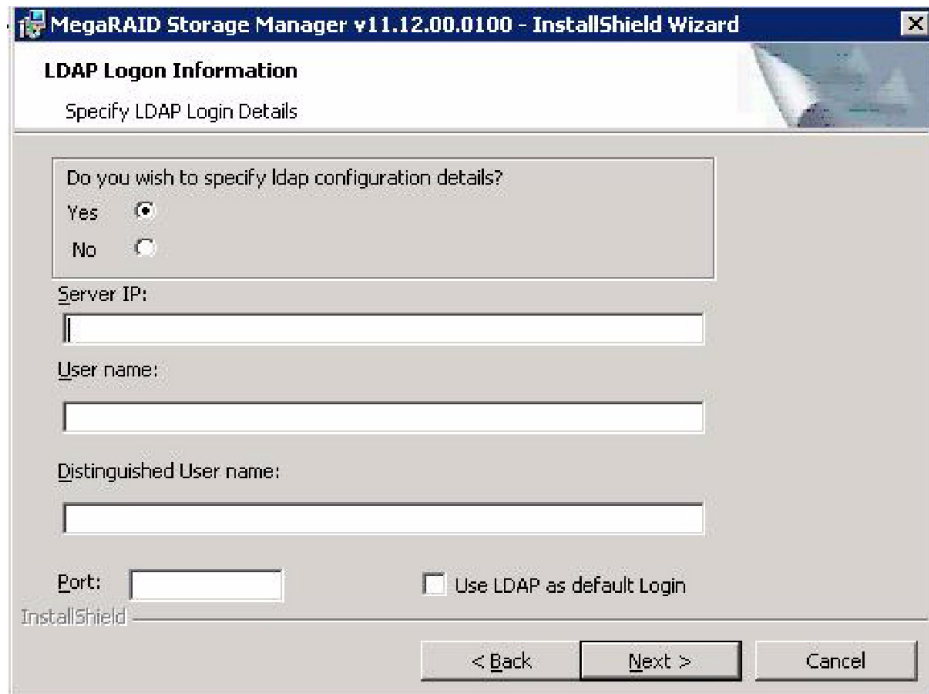 MegaRAID Storage Manager v11.12.00.0100 - InstallShield Wizard
LDAP Logon Information
Specify LDAP Login Details
Do you wish to specify ldap configuration details?
Yes
No
Server IP:
User name:
Distinguished User name:
Port:
Use LDAP as default Login
InstallShield
< Back
Next >
Cancel